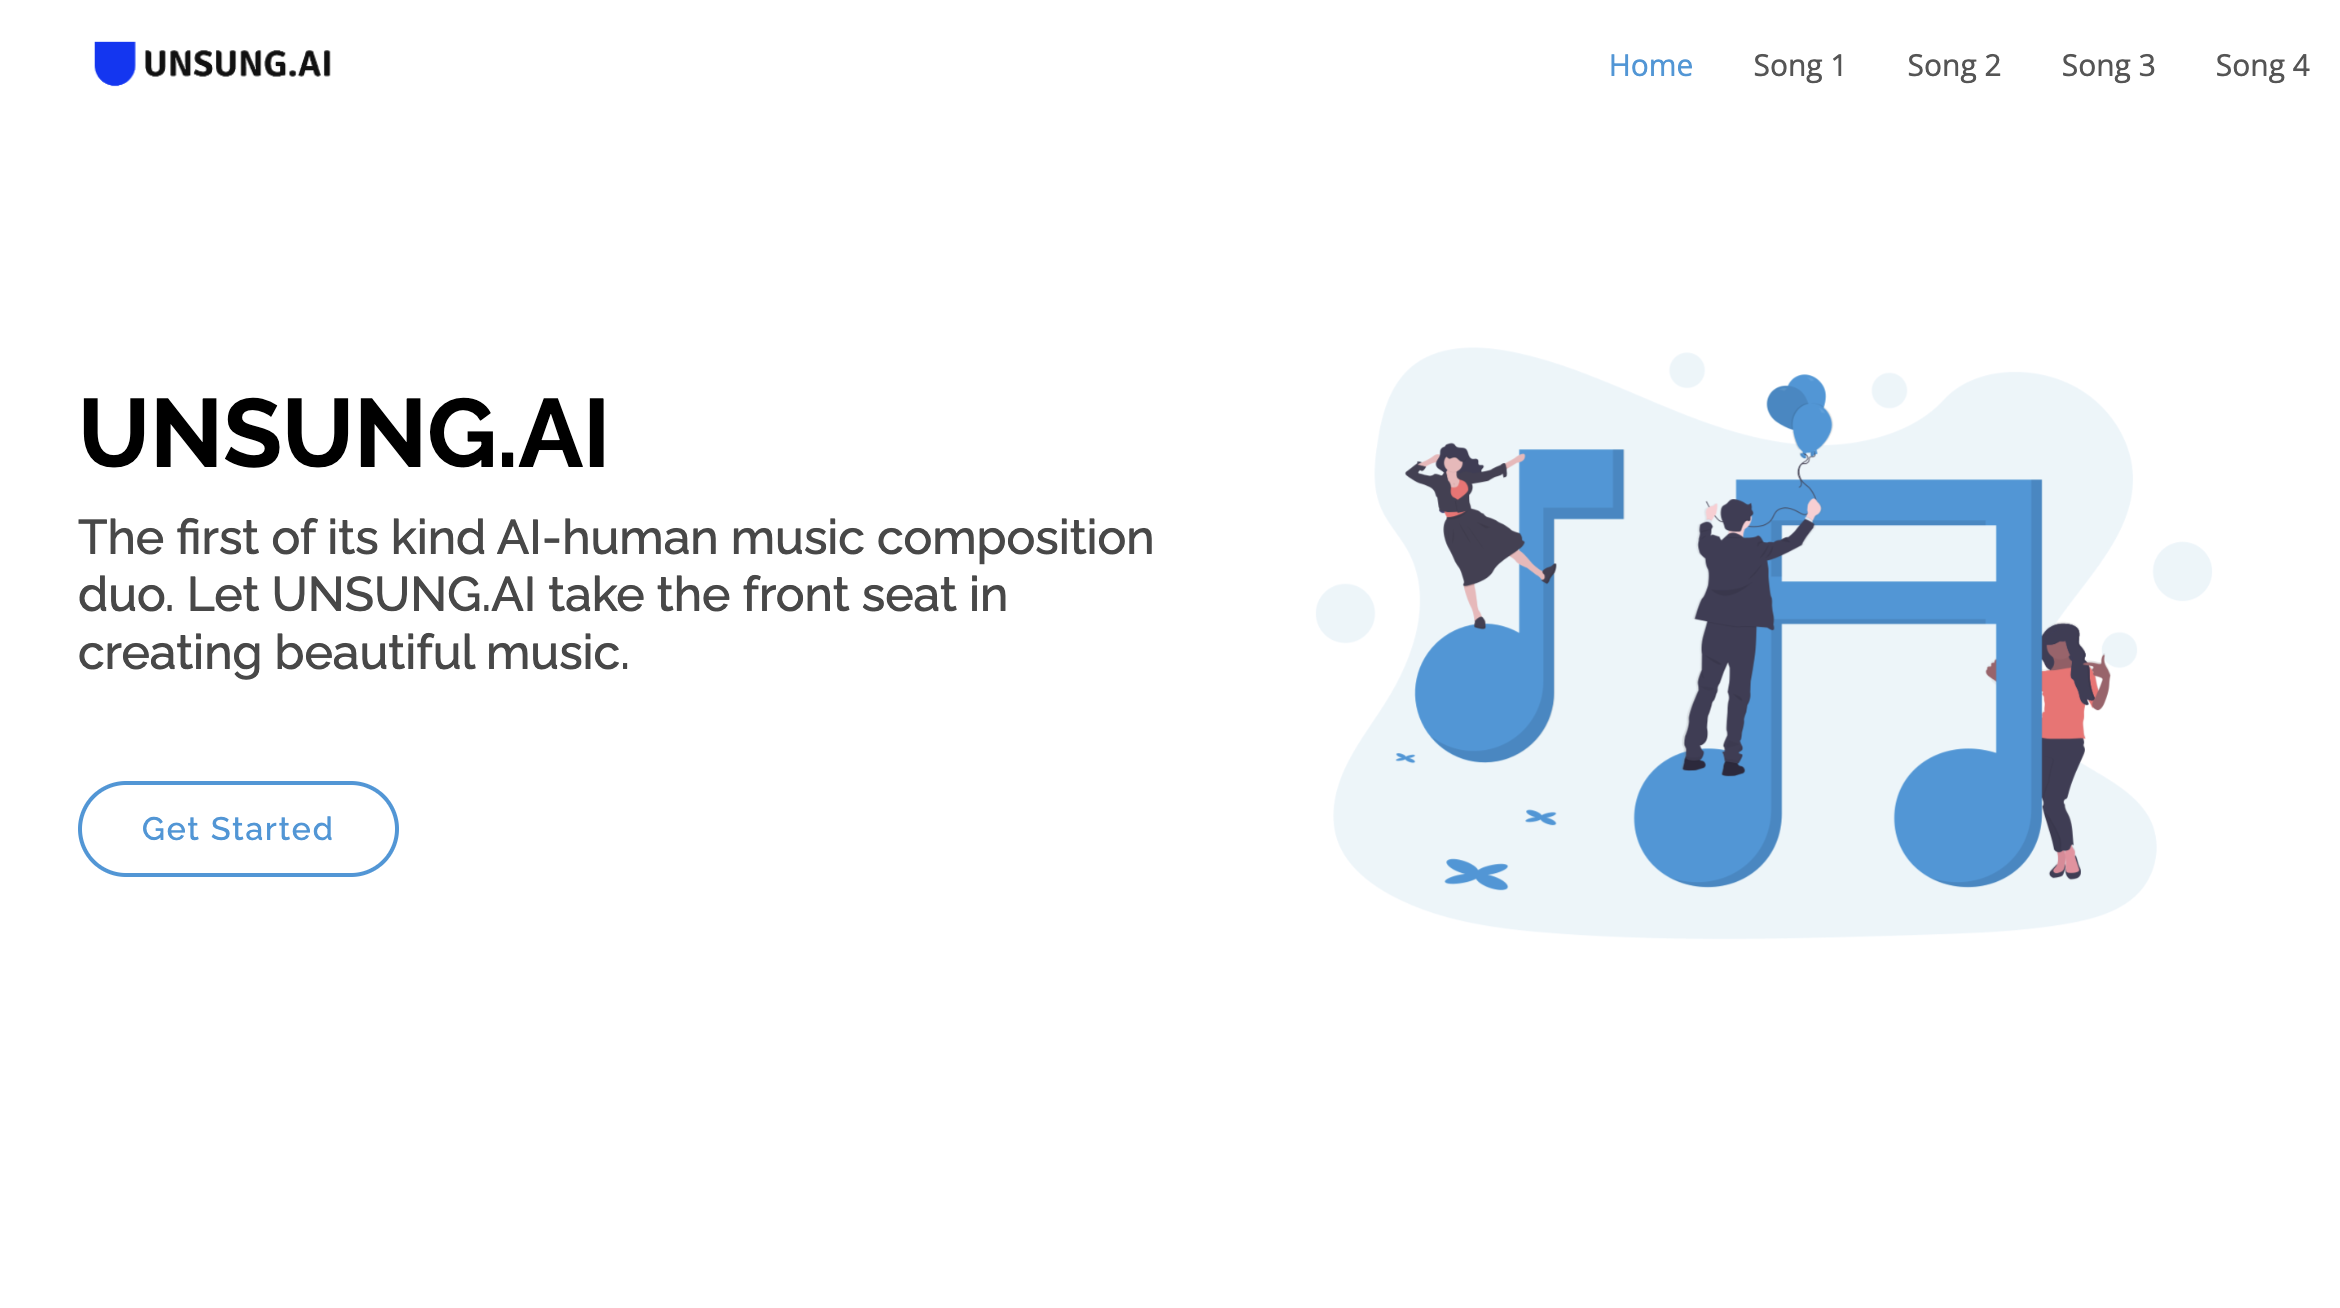 UNSUNG.AI
Home
Song 1
Song 2
Song 3
Song 4
UNSUNG.AI
The first of its kind AI-human music composition
duo. Let UNSUNG.AI take the front seat in
creating beautiful music.
Get Started